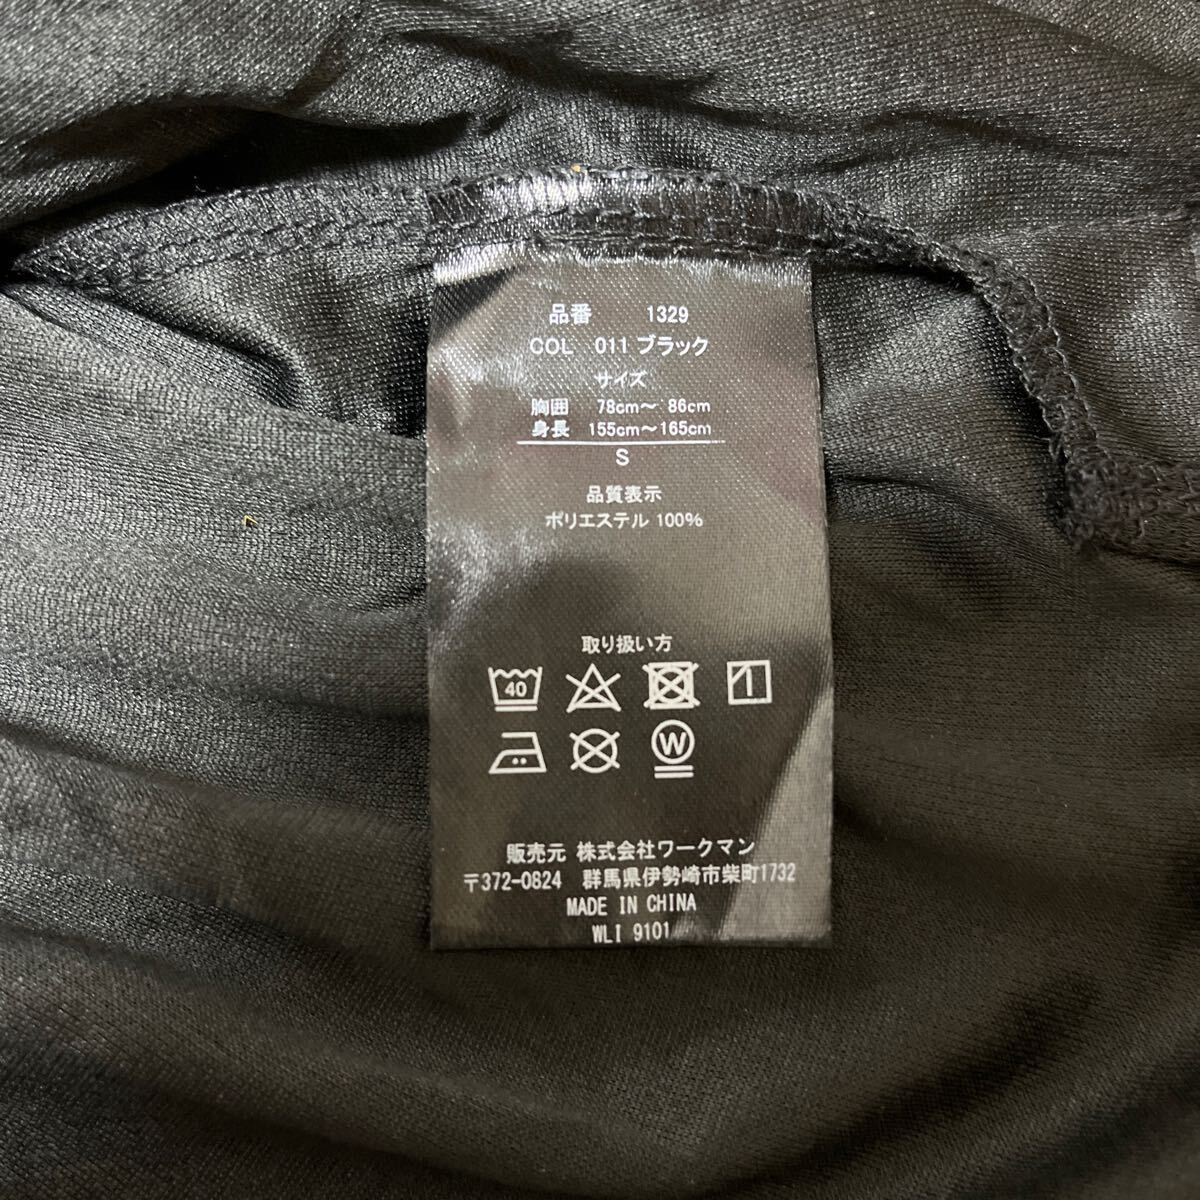 品番 1329
COL 011 ブラック
サイズ
胸囲 78cm～ 86cm
身長 155cm～165cm
S
品質表示
ポリエステル 100%
取り扱い方
40
W
販売元 株式会社ワークマン
〒372-0824 群馬県伊勢崎市柴町1732
MADE IN CHINA
WLI 9101